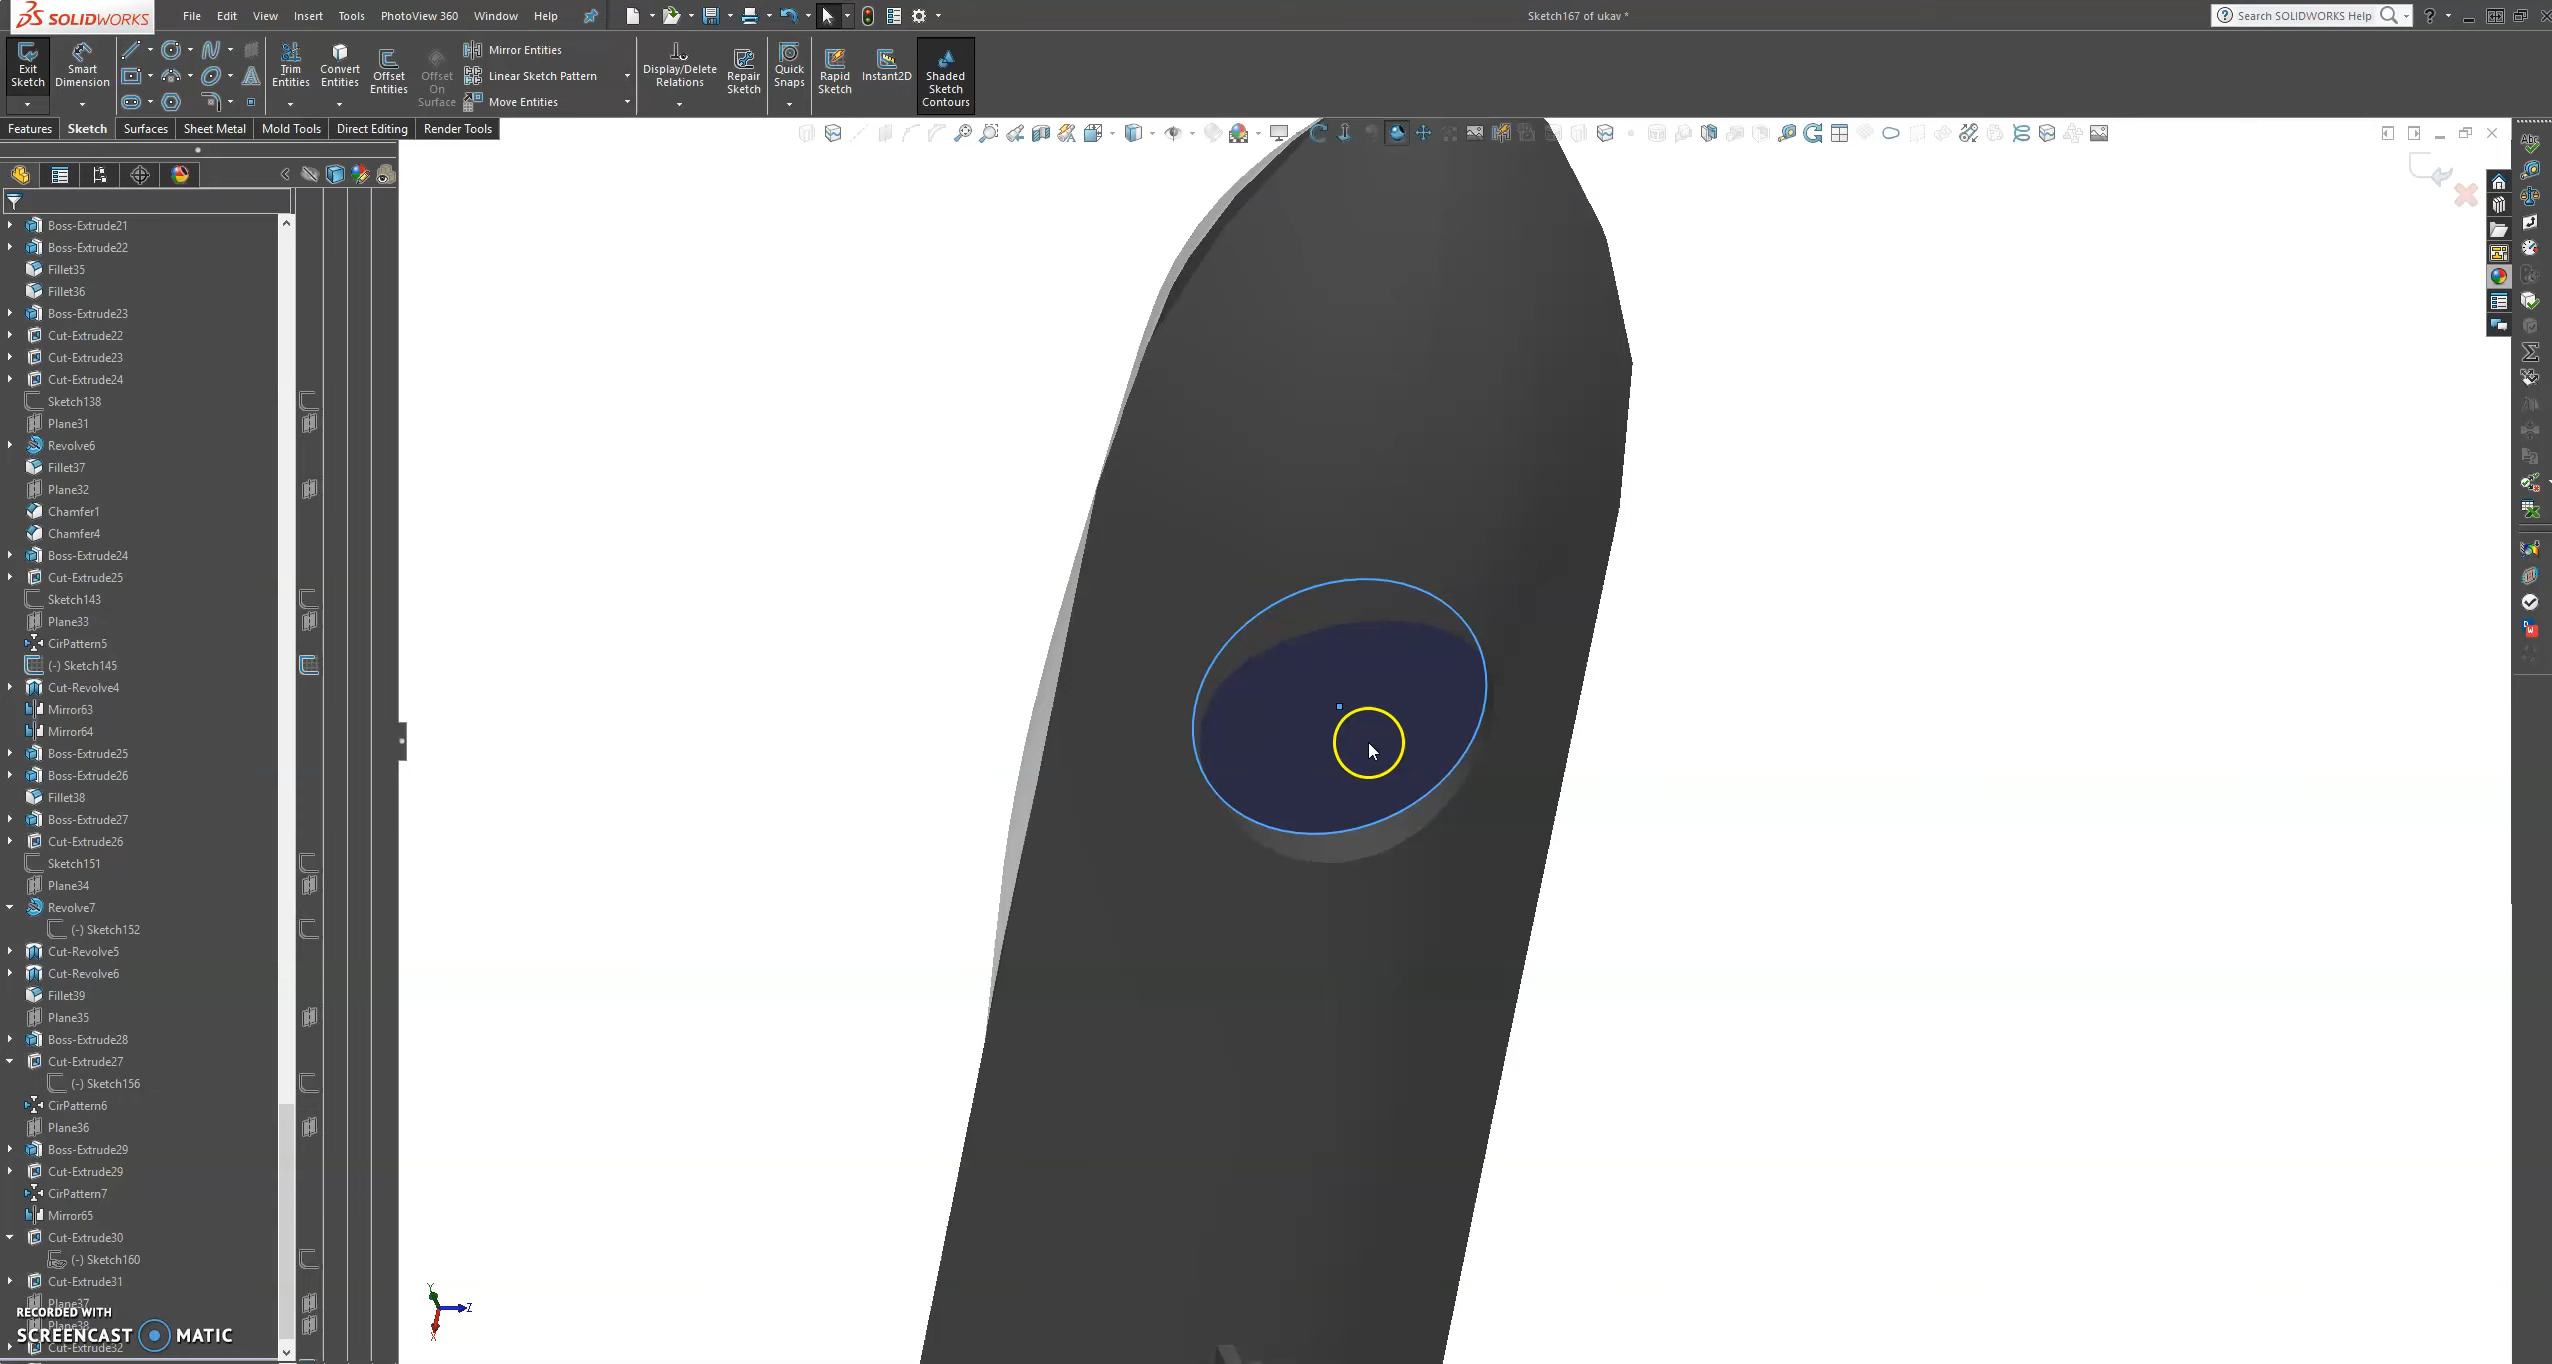 SOLIDWORKS
File Edit View Insert Tools PhotoView 360 Window Help
Sketch167 of ukav *
Search SOLIDWORKS Help
Exit Sketch
Smart Dimension
Trim Entities
Convert Entities
Offset Entities
Offset On Surface
Mirror Entities
Linear Sketch Pattern
Move Entities
Display/Delete Relations
Repair Sketch
Quick Snaps
Rapid Sketch
Instant2D
Shaded Sketch Contours
Features Sketch Surfaces Sheet Metal Mold Tools Direct Editing Render Tools
Boss-Extrude21
Boss-Extrude22
Fillet35
Fillet36
Boss-Extrude23
Cut-Extrude22
Cut-Extrude23
Cut-Extrude24
Sketch138
Plane31
Revolve6
Fillet37
Plane32
Chamfer1
Chamfer4
Boss-Extrude24
Cut-Extrude25
Sketch143
Plane33
CirPattern5
(-) Sketch145
Cut-Revolve4
Mirror63
Mirror64
Boss-Extrude25
Boss-Extrude26
Fillet38
Boss-Extrude27
Cut-Extrude26
Sketch151
Plane34
Revolve7
(-) Sketch152
Cut-Revolve5
Cut-Revolve6
Fillet39
Plane35
Boss-Extrude28
Cut-Extrude27
(-) Sketch156
CirPattern6
Plane36
Boss-Extrude29
Cut-Extrude29
CirPattern7
Mirror65
Cut-Extrude30
(-) Sketch160
Cut-Extrude31
Plane37
RECORDED WITH
Plane38
SCREENCAST MATIC
Cut-Extrude32
Y
Z
X